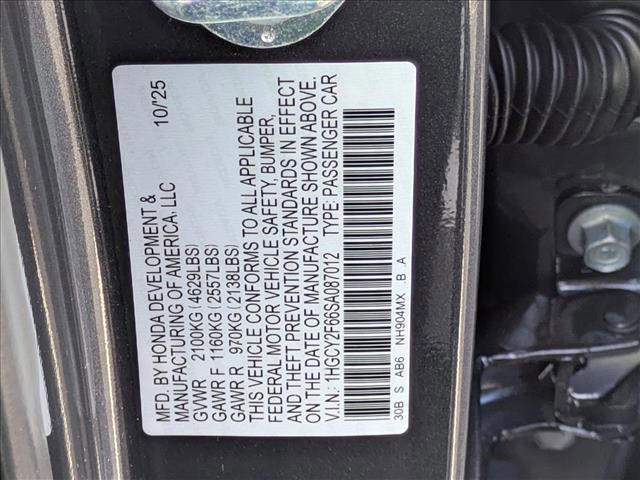 MFD. BY HONDA DEVELOPMENT & 10/'25
MANUFACTURING OF AMERICA, LLC
GVWR 2100KG (4629LBS)
GAWR F 1160KG (2557LBS)
GAWR R 970KG (2138LBS)
THIS VEHICLE CONFORMS TO ALL APPLICABLE
FEDERAL MOTOR VEHICLE SAFETY, BUMPER,
AND THEFT PREVENTION STANDARDS IN EFFECT
ON THE DATE OF MANUFACTURE SHOWN ABOVE.
V.I.N.: 1HGCY2F66SA087012 TYPE: PASSENGER CAR
30B S AB6 NH904MX .. B A